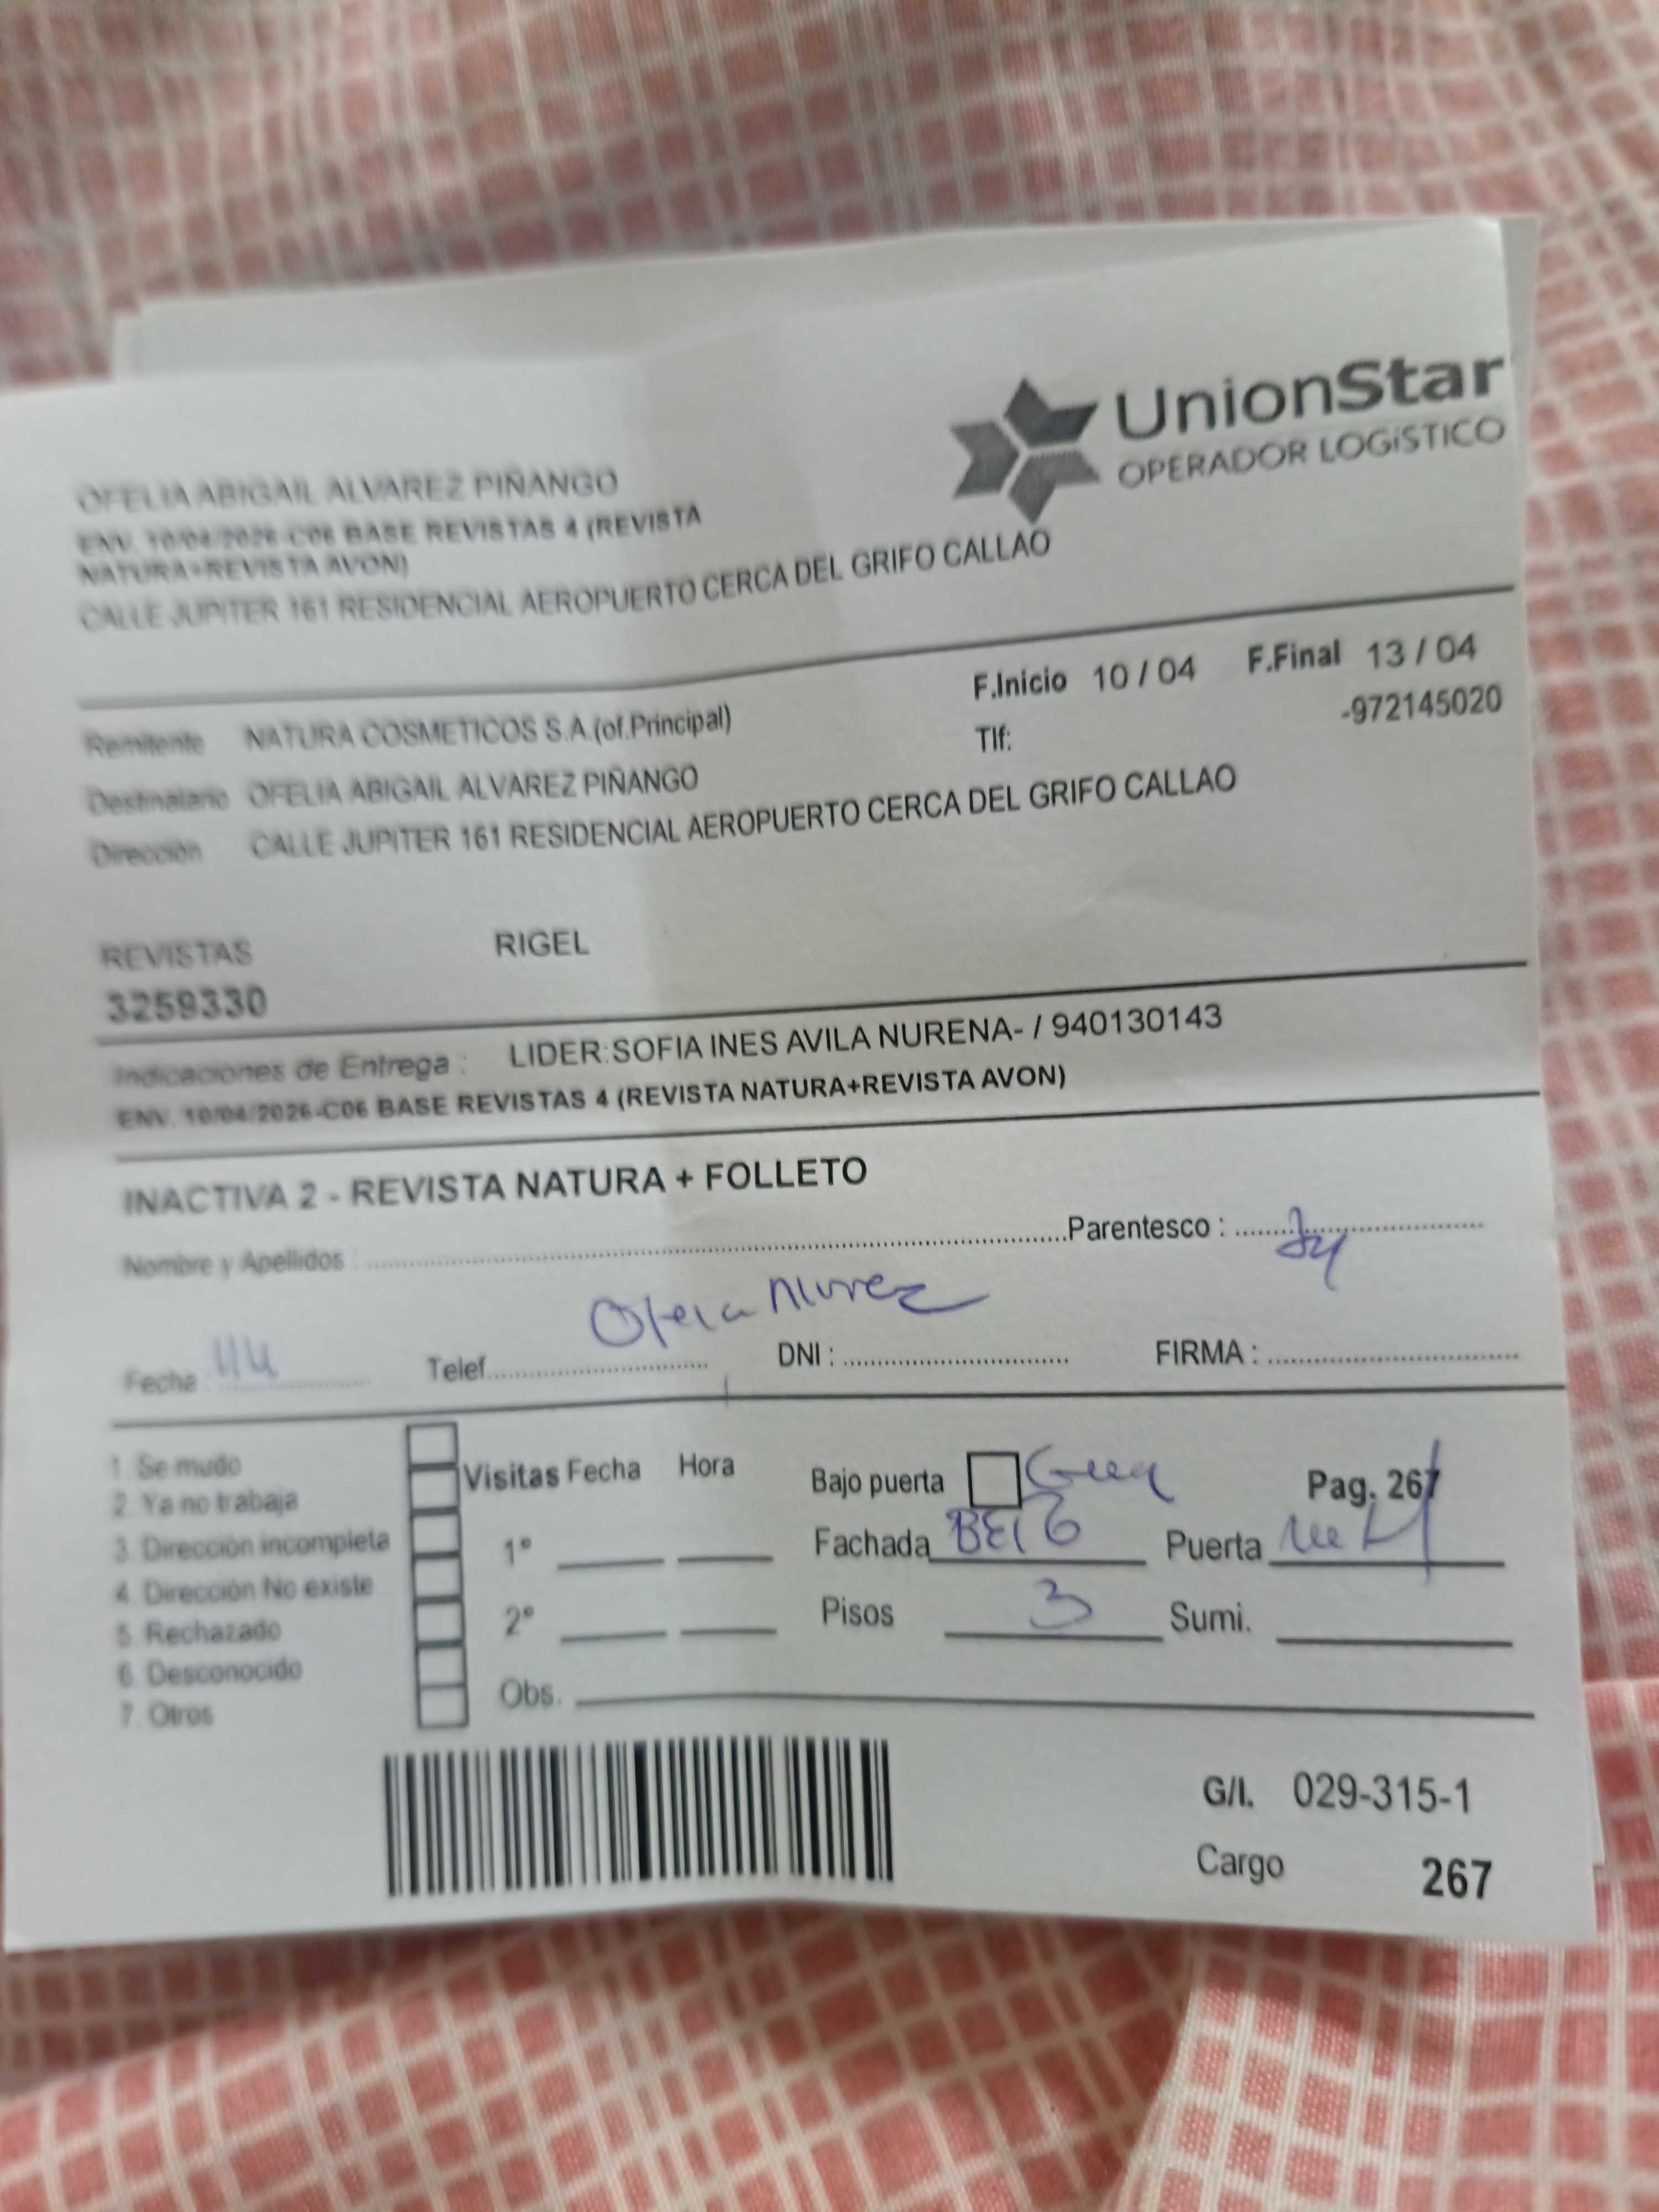 UnionStar
OPERADOR LOGÍSTICO
OFELIA ABIGAIL ALVAREZ PIÑANGO
ENV. 10/04/2026-C06 BASE REVISTAS 4 (REVISTA
NATURA+REVISTA AVON)
CALLE JUPITER 161 RESIDENCIAL AEROPUERTO CERCA DEL GRIFO CALLAO
F.Inicio 10 / 04 F.Final 13 / 04
Remitente NATURA COSMETICOS S.A.(of.Principal) Tlf: -972145020
Destinatario OFELIA ABIGAIL ALVAREZ PIÑANGO
Dirección CALLE JUPITER 161 RESIDENCIAL AEROPUERTO CERCA DEL GRIFO CALLAO
REVISTAS RIGEL
3259330
Indicaciones de Entrega : LIDER:SOFIA INES AVILA NURENA- / 940130143
ENV. 10/04/2026-C06 BASE REVISTAS 4 (REVISTA NATURA+REVISTA AVON)
INACTIVA 2 - REVISTA NATURA + FOLLETO
Nombre y Apellidos : Parentesco :
Fecha : Telef. DNI : FIRMA :
1. Se mudo
2. Ya no trabaja
3. Dirección incompleta
4. Dirección No existe
5. Rechazado
6. Desconocido
7. Otros
Visitas Fecha Hora
1°
2°
Obs.
Bajo puerta Pag. 267
Fachada Puerta
Pisos 3 Sumi.
G/I. 029-315-1
Cargo 267